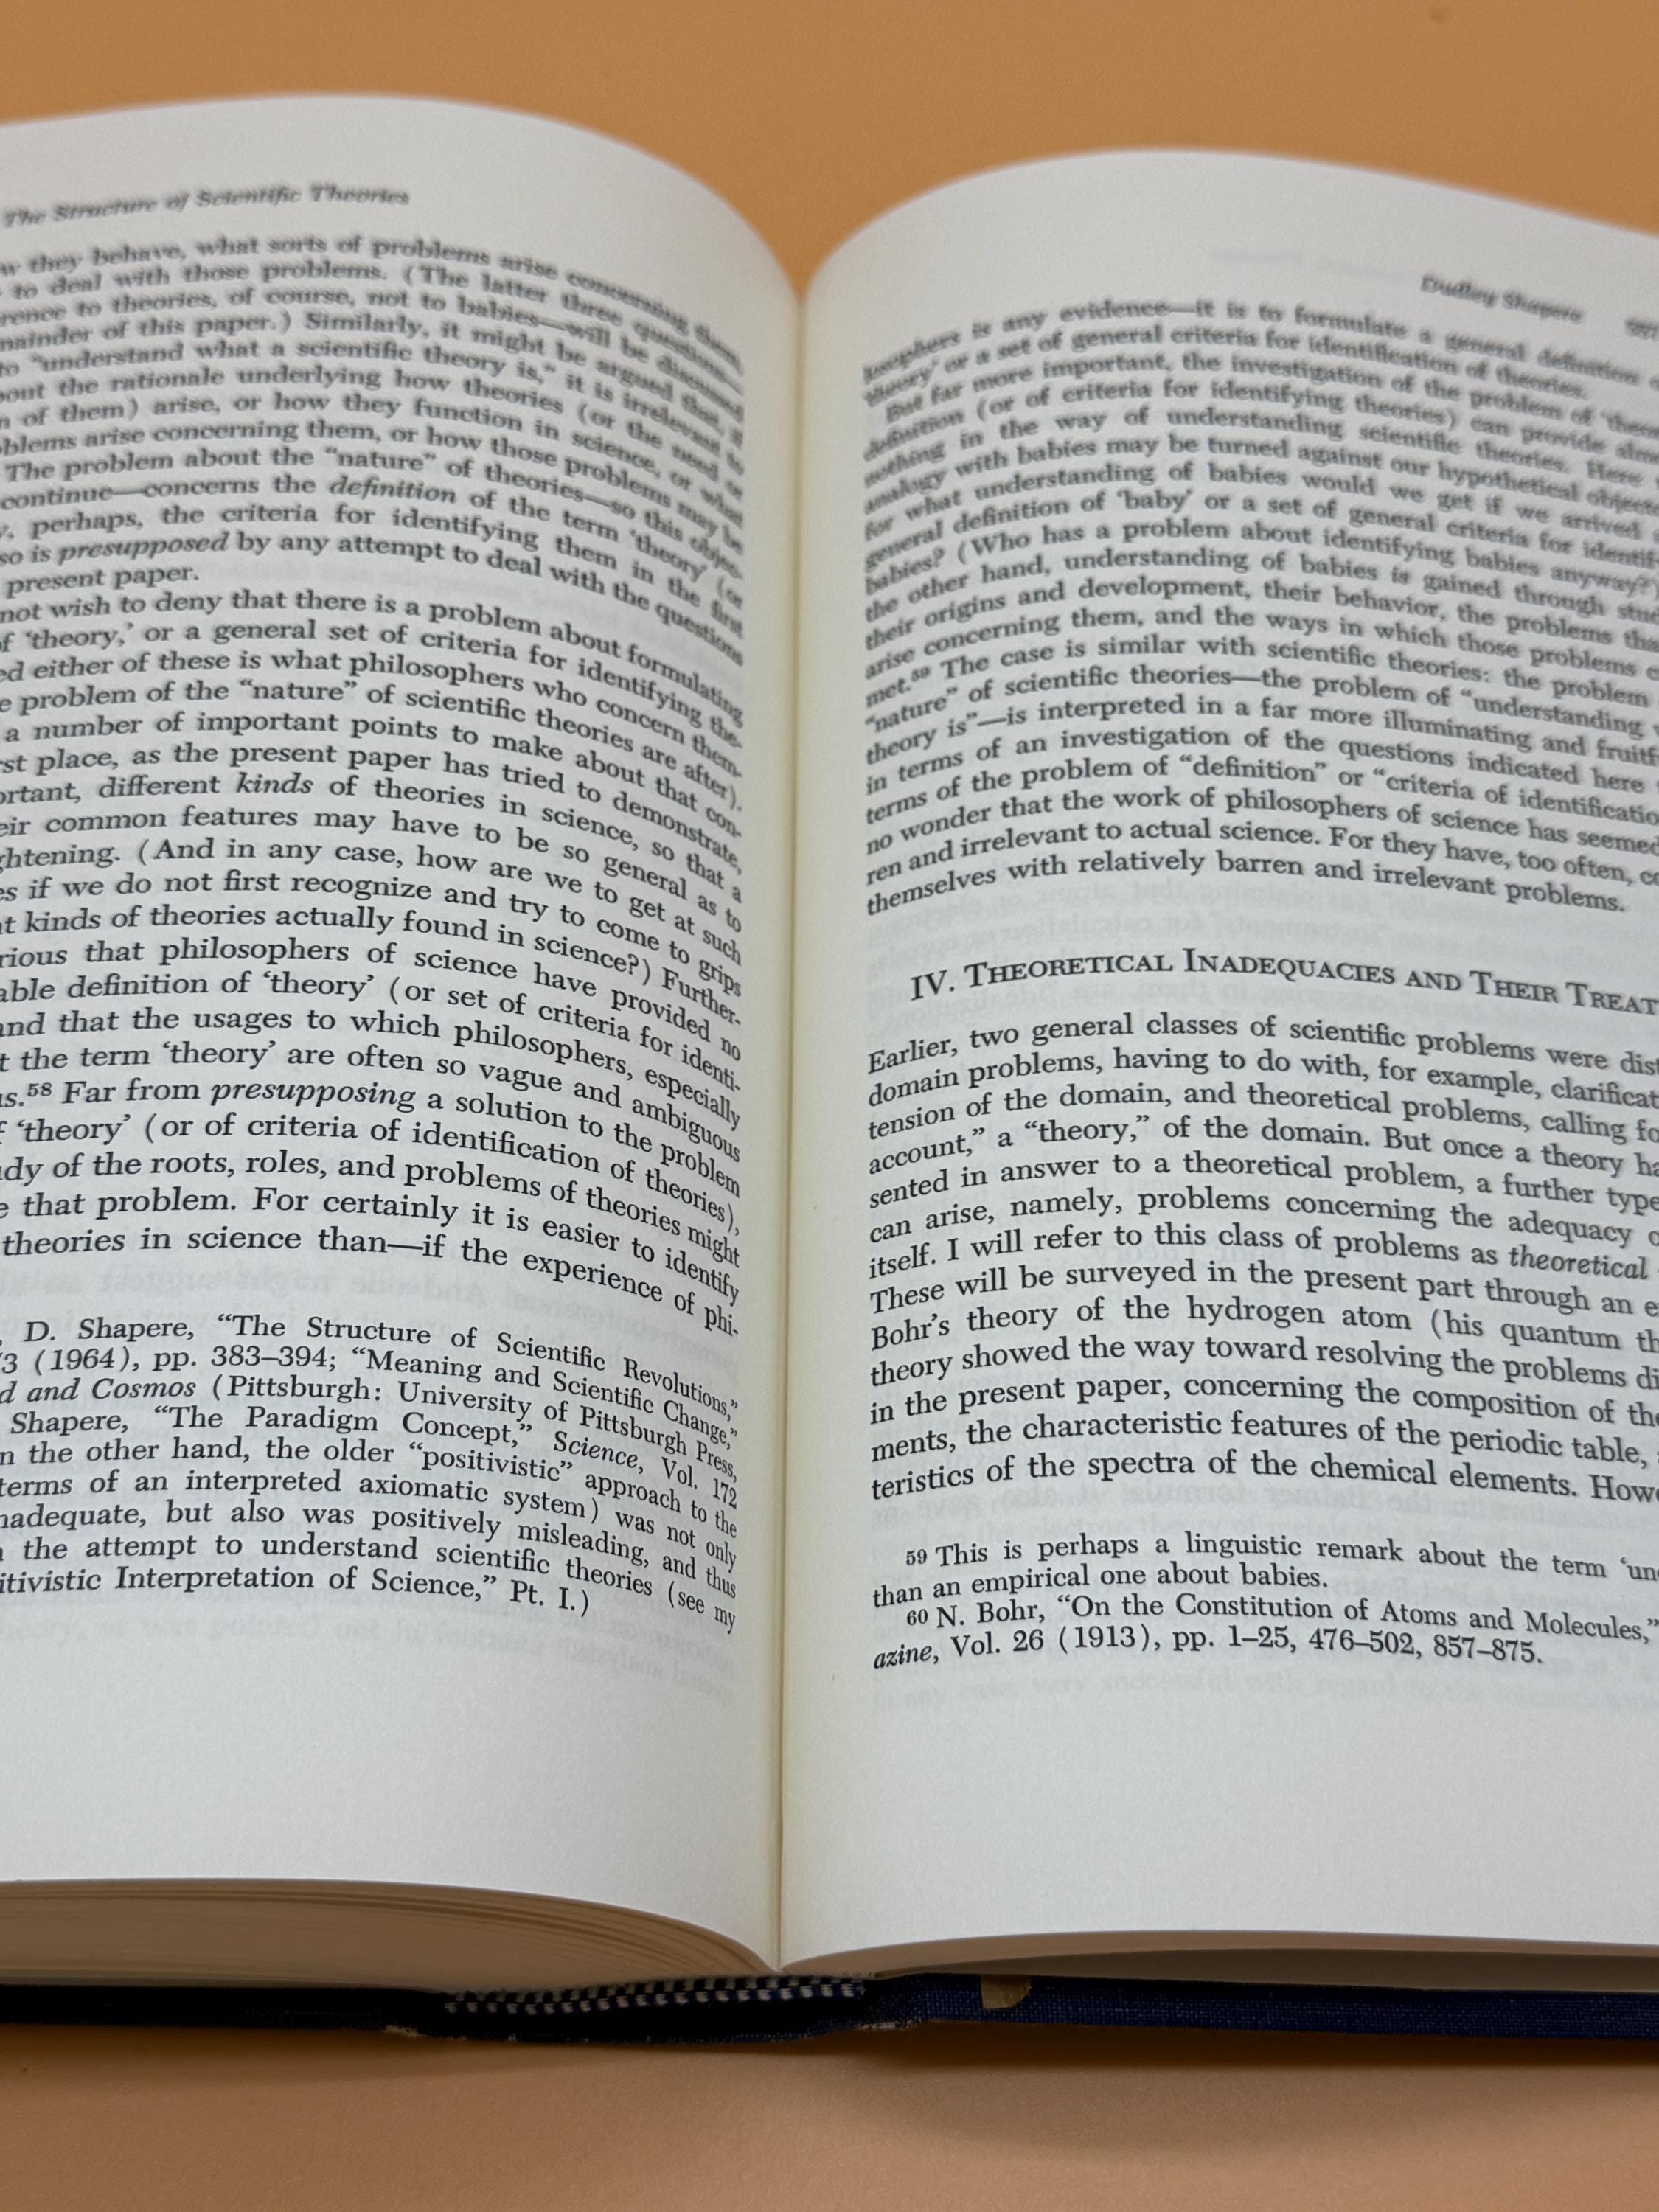 The Structure of Scientific Theories
w they behave, what sorts of problems arise concerning them,
to deal with those problems. (The latter three questions—
rence to theories, of course, not to babies—will be discussed
mainder of this paper.) Similarly, it might be argued that, if
to "understand what a scientific theory is," it is irrelevant to
bout the rationale underlying how theories (or the need or
n of them) arise, or how they function in science, or what
oblems arise concerning them, or how those problems may be
The problem about the "nature" of theories—so this objec-
continue—concerns the definition of the term 'theory' (or
y, perhaps, the criteria for identifying them in the first
so is presupposed by any attempt to deal with the questions
present paper.
not wish to deny that there is a problem about formulating
f 'theory,' or a general set of criteria for identifying the-
ed either of these is what philosophers who concern them-
e problem of the "nature" of scientific theories are after).
a number of important points to make about that con-
rst place, as the present paper has tried to demonstrate,
ortant, different kinds of theories in science, so that a
eir common features may have to be so general as to
ghtening. (And in any case, how are we to get at such
es if we do not first recognize and try to come to grips
t kinds of theories actually found in science?) Further-
rious that philosophers of science have provided no
able definition of 'theory' (or set of criteria for identi-
and that the usages to which philosophers, especially
t the term 'theory' are often so vague and ambiguous
us.58 Far from presupposing a solution to the problem
f 'theory' (or of criteria of identification of theories),
dy of the roots, roles, and problems of theories might
e that problem. For certainly it is easier to identify
theories in science than—if the experience of phi-
, D. Shapere, "The Structure of Scientific Revolutions,"
73 (1964), pp. 383–394; "Meaning and Scientific Change,"
d and Cosmos (Pittsburgh: University of Pittsburgh Press,
Shapere, "The Paradigm Concept," Science, Vol. 172
n the other hand, the older "positivistic" approach to the
terms of an interpreted axiomatic system) was not only
nadequate, but also was positively misleading, and thus
n the attempt to understand scientific theories (see my
itivistic Interpretation of Science," Pt. I.)
Dudley Shapere
losophers is any evidence—it is to formulate a general definition o
'theory' or a set of general criteria for identification of theories.
But far more important, the investigation of the problem of 'theor
definition (or of criteria for identifying theories) can provide almo
nothing in the way of understanding scientific theories. Here
analogy with babies may be turned against our hypothetical objecto
for what understanding of babies would we get if we arrived
general definition of 'baby' or a set of general criteria for identify
babies? (Who has a problem about identifying babies anyway?)
the other hand, understanding of babies is gained through stud
their origins and development, their behavior, the problems tha
arise concerning them, and the ways in which those problems c
met.59 The case is similar with scientific theories: the problem
"nature" of scientific theories—the problem of "understanding w
theory is"—is interpreted in a far more illuminating and fruitf
in terms of an investigation of the questions indicated here
terms of the problem of "definition" or "criteria of identificatio
no wonder that the work of philosophers of science has seemed
ren and irrelevant to actual science. For they have, too often, co
themselves with relatively barren and irrelevant problems.
IV. Theoretical Inadequacies and Their Treat
Earlier, two general classes of scientific problems were dist
domain problems, having to do with, for example, clarificat
tension of the domain, and theoretical problems, calling fo
account," a "theory," of the domain. But once a theory ha
sented in answer to a theoretical problem, a further type
can arise, namely, problems concerning the adequacy o
itself. I will refer to this class of problems as theoretical
These will be surveyed in the present part through an e
Bohr's theory of the hydrogen atom (his quantum th
theory showed the way toward resolving the problems di
in the present paper, concerning the composition of the
ments, the characteristic features of the periodic table,
teristics of the spectra of the chemical elements. Howe
59 This is perhaps a linguistic remark about the term 'un
than an empirical one about babies.
60 N. Bohr, "On the Constitution of Atoms and Molecules,"
azine, Vol. 26 (1913), pp. 1–25, 476–502, 857–875.